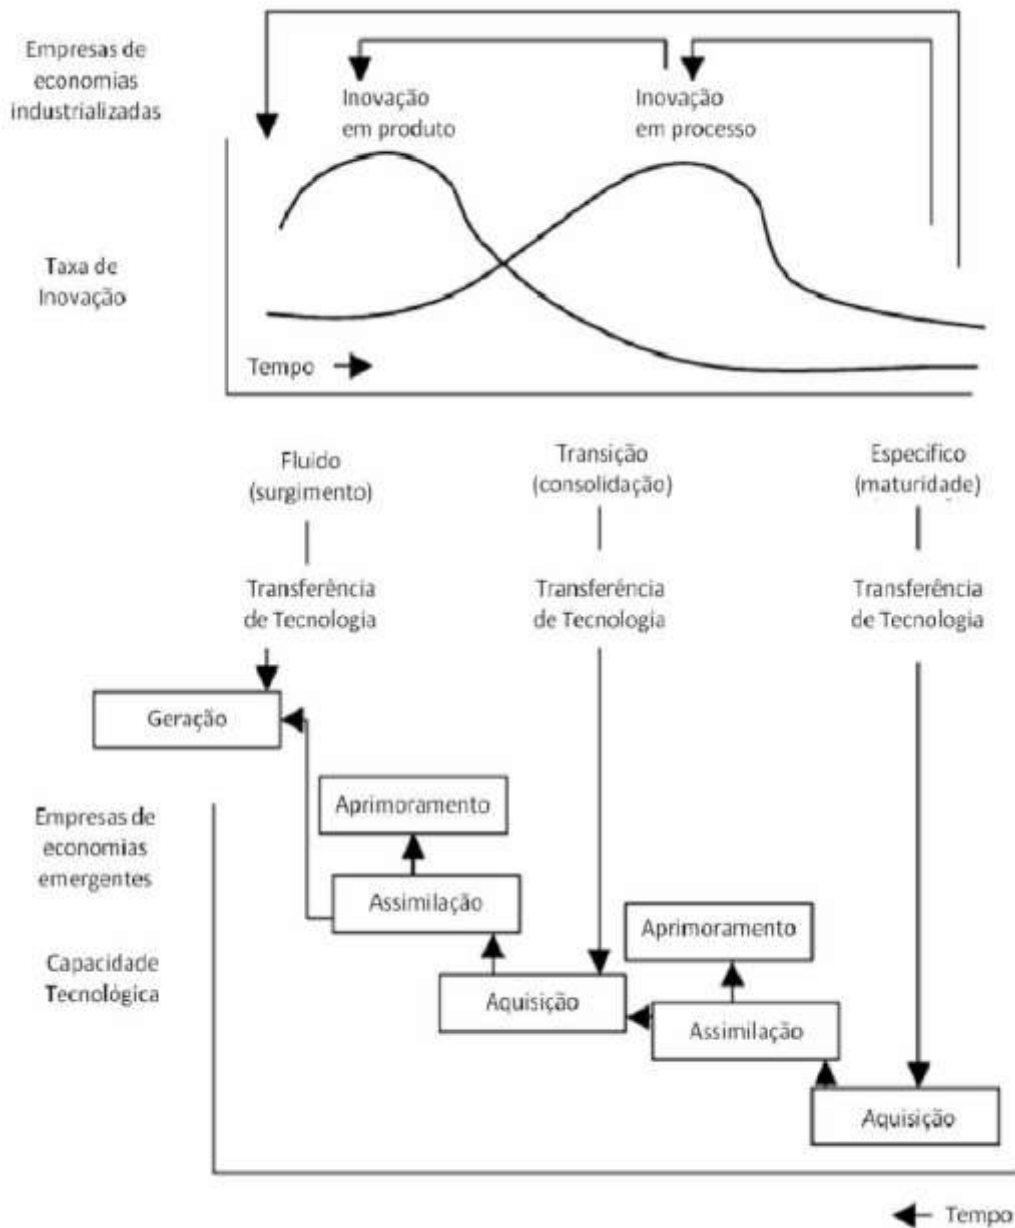 Empresas de
economias
industrializadas
Inovação
em produto
Inovação
em processo
Taxa de
Inovação
Tempo
Fluido
(surgimento)
Transição
(consolidação)
Específico
(maturidade)
Transferência
de Tecnologia
Transferência
de Tecnologia
Transferência
de Tecnologia
Geração
Aprimoramento
Empresas de
economias
emergentes
Assimilação
Aprimoramento
Capacidade
Tecnológica
Aquisição
Assimilação
Aquisição
Tempo